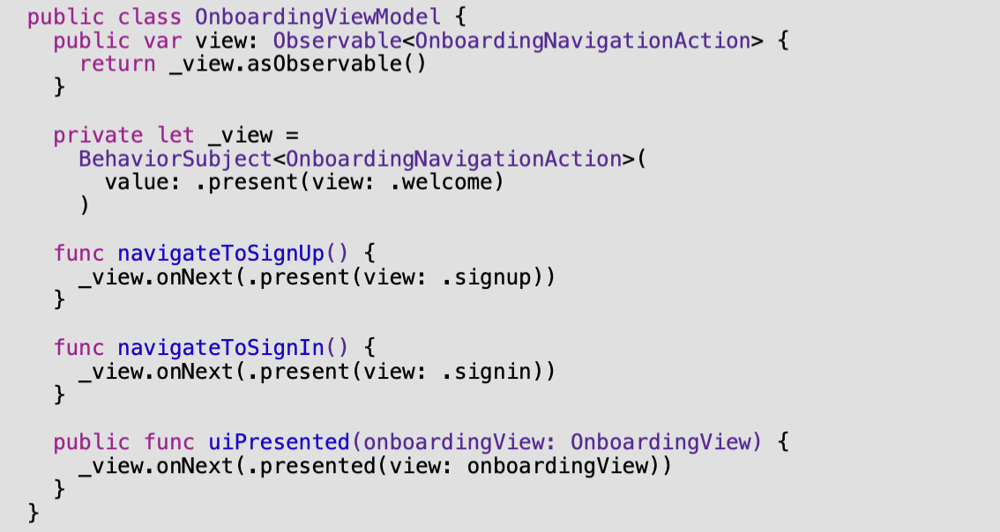 public class OnboardingViewModel {
  public var view: Observable<OnboardingNavigationAction> {
    return _view.asObservable()
  }

  private let _view =
    BehaviorSubject<OnboardingNavigationAction>(
      value: .present(view: .welcome)
    )

  func navigateToSignUp() {
    _view.onNext(.present(view: .signup))
  }

  func navigateToSignIn() {
    _view.onNext(.present(view: .signin))
  }

  public func uiPresented(onboardingView: OnboardingView) {
    _view.onNext(.presented(view: onboardingView))
  }
}